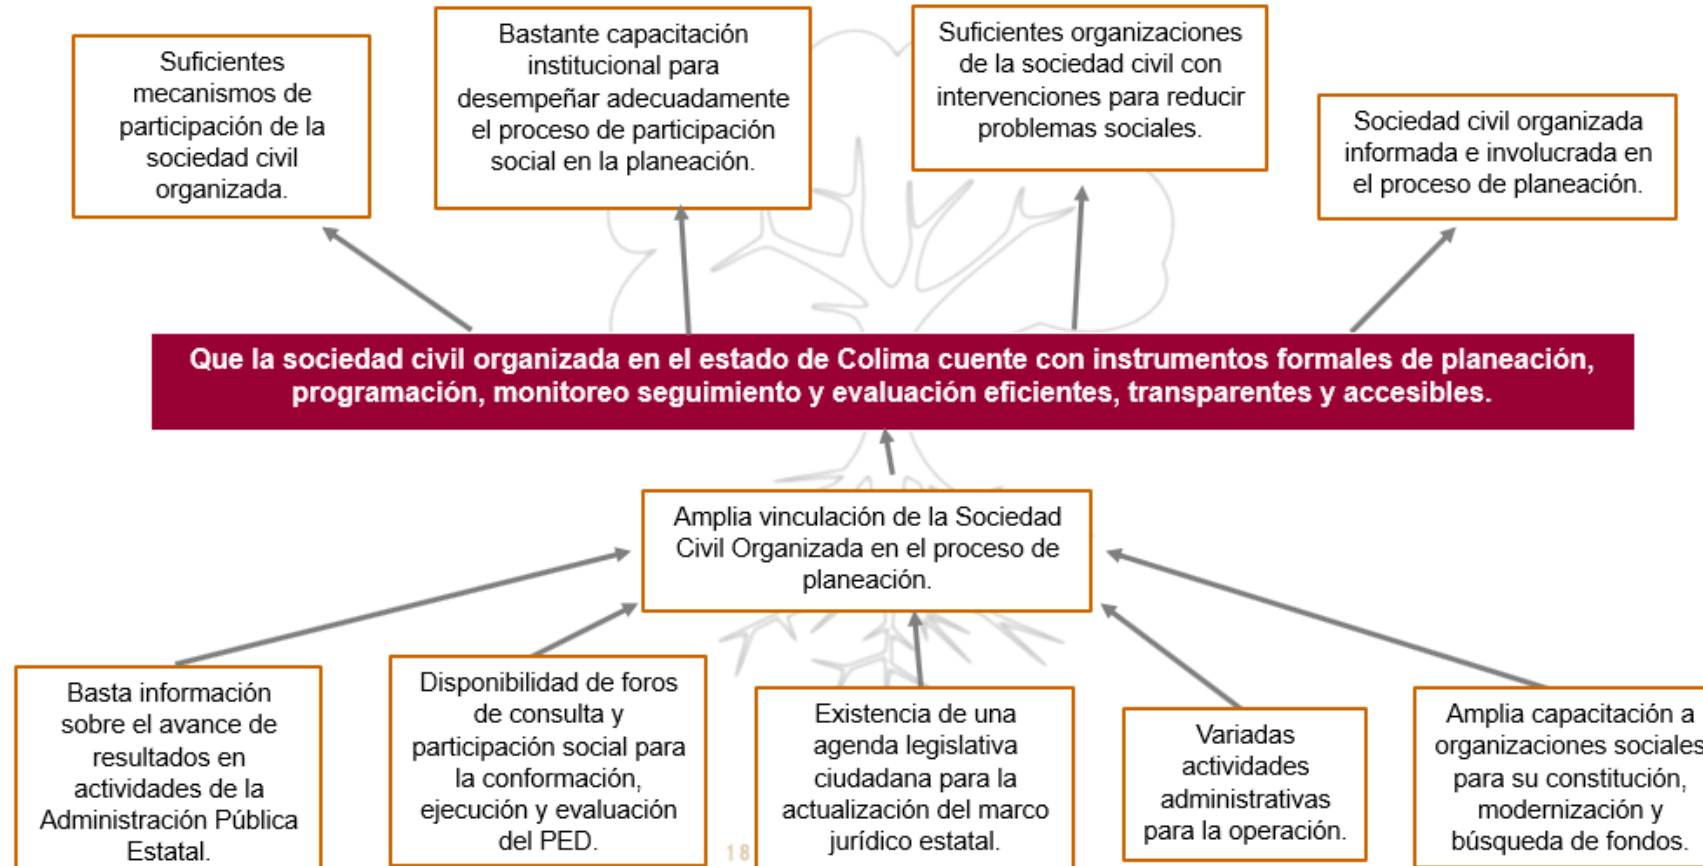 Suficientes
mecanismos de
participación de la
sociedad civil
organizada.
Bastante capacitación
institucional para
desempeñar adecuadamente
el proceso de participación
social en la planeación.
Suficientes organizaciones
de la sociedad civil con
intervenciones para reducir
problemas sociales.
Sociedad civil organizada
informada e involucrada en
el proceso de planeación.
Que la sociedad civil organizada en el estado de Colima cuente con instrumentos formales de planeación,
programación, monitoreo seguimiento y evaluación eficientes, transparentes y accesibles.
Amplia vinculación de la Sociedad
Civil Organizada en el proceso de
planeación.
Basta información
sobre el avance de
resultados en
actividades de la
Administración Pública
Estatal.
Disponibilidad de foros
de consulta y
participación social para
la conformación,
ejecución y evaluación
del PED.
Existencia de una
agenda legislativa
ciudadana para la
actualización del marco
jurídico estatal.
Variadas
actividades
administrativas
para la operación.
Amplia capacitación a
organizaciones sociales
para su constitución,
modernización y
búsqueda de fondos.
18